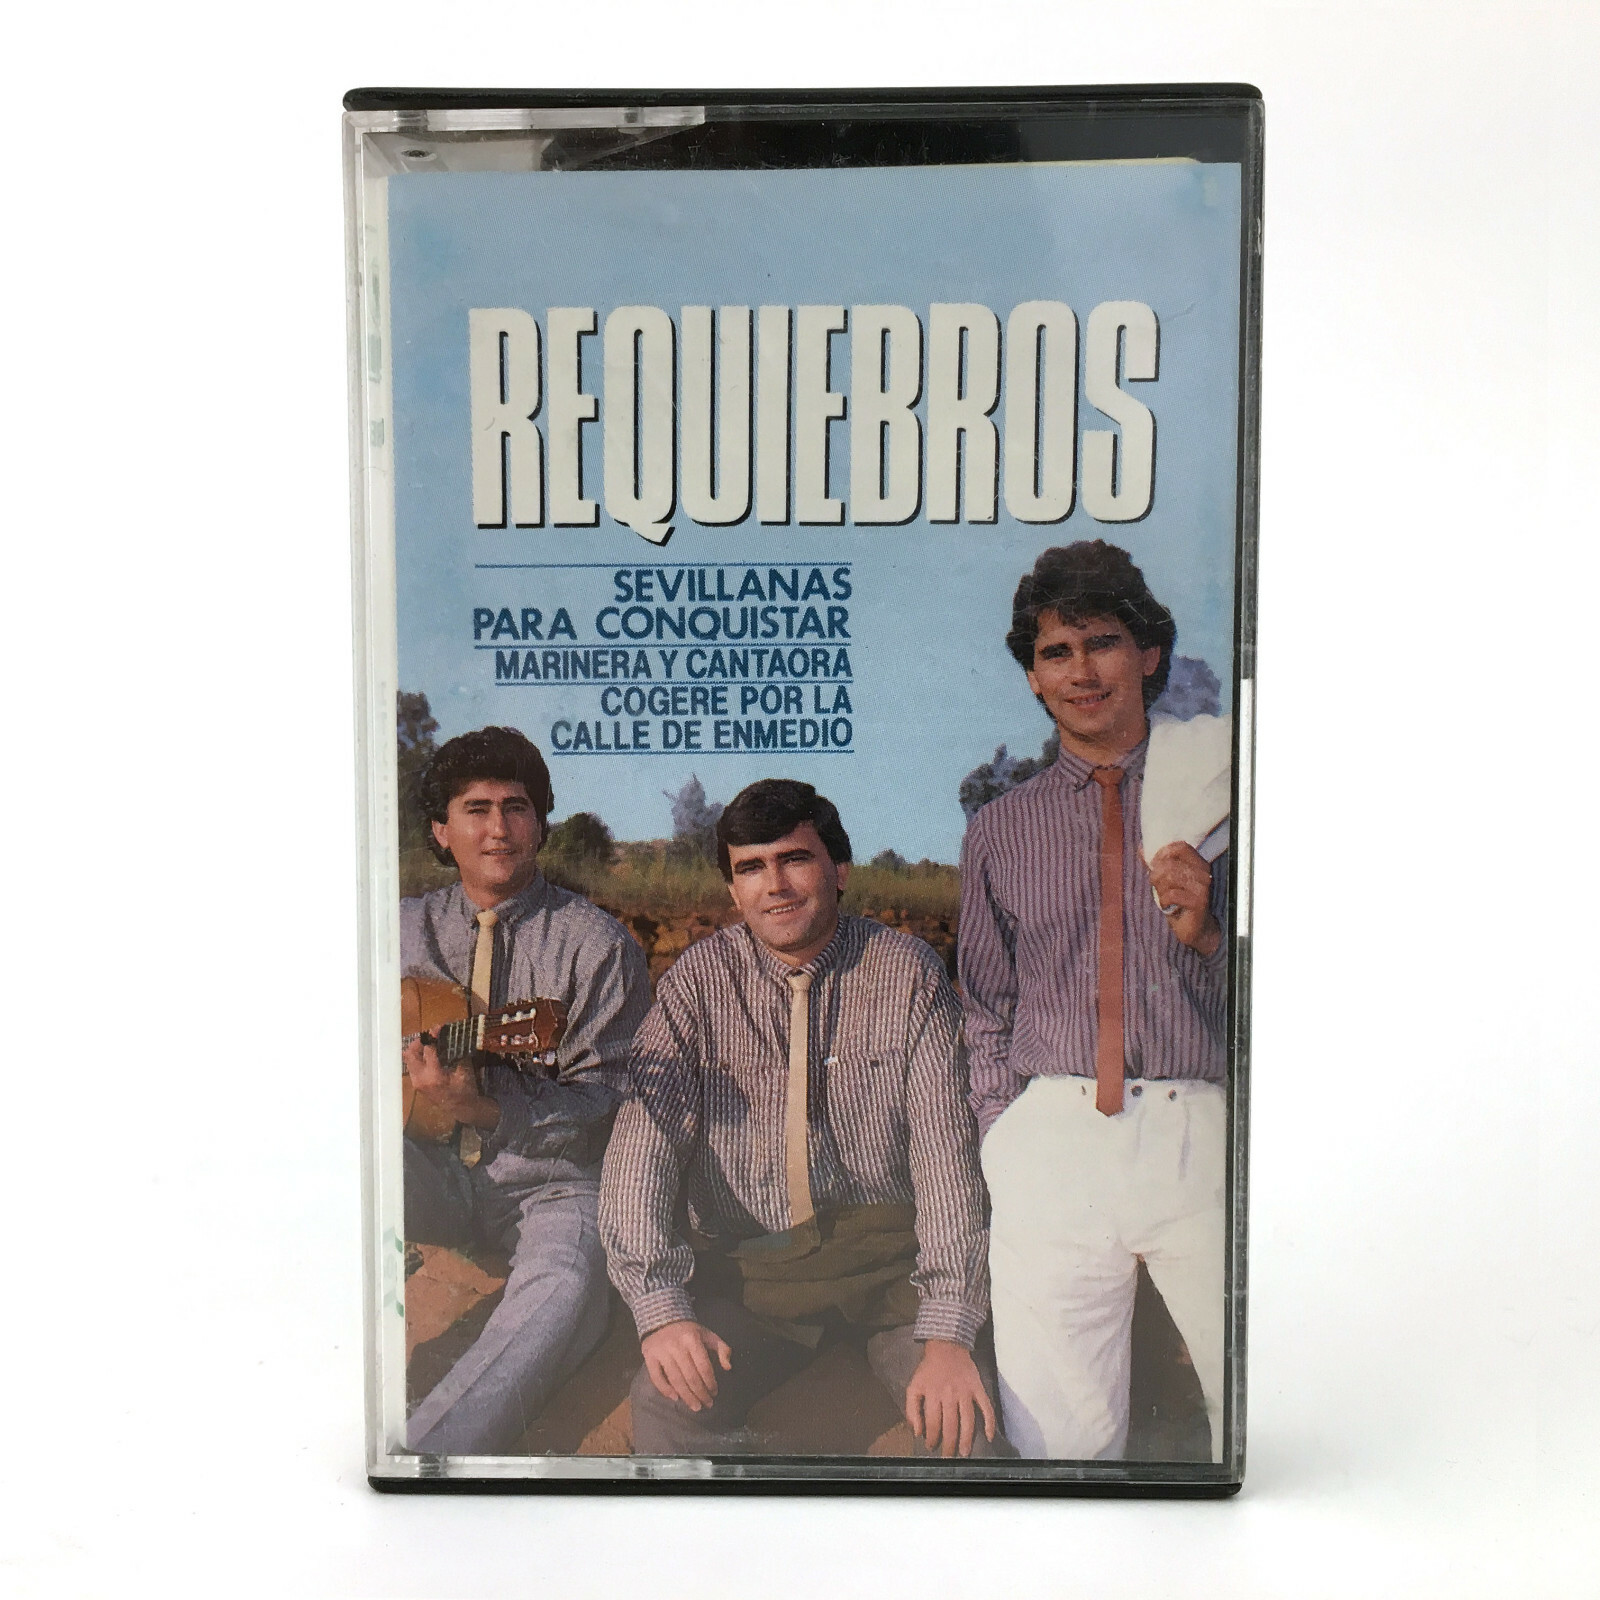 REQUIEBROS
SEVILLANAS
PARA CONQUISTAR
MARINERA Y CANTAORA
COGERE POR LA
CALLE DE ENMEDIO